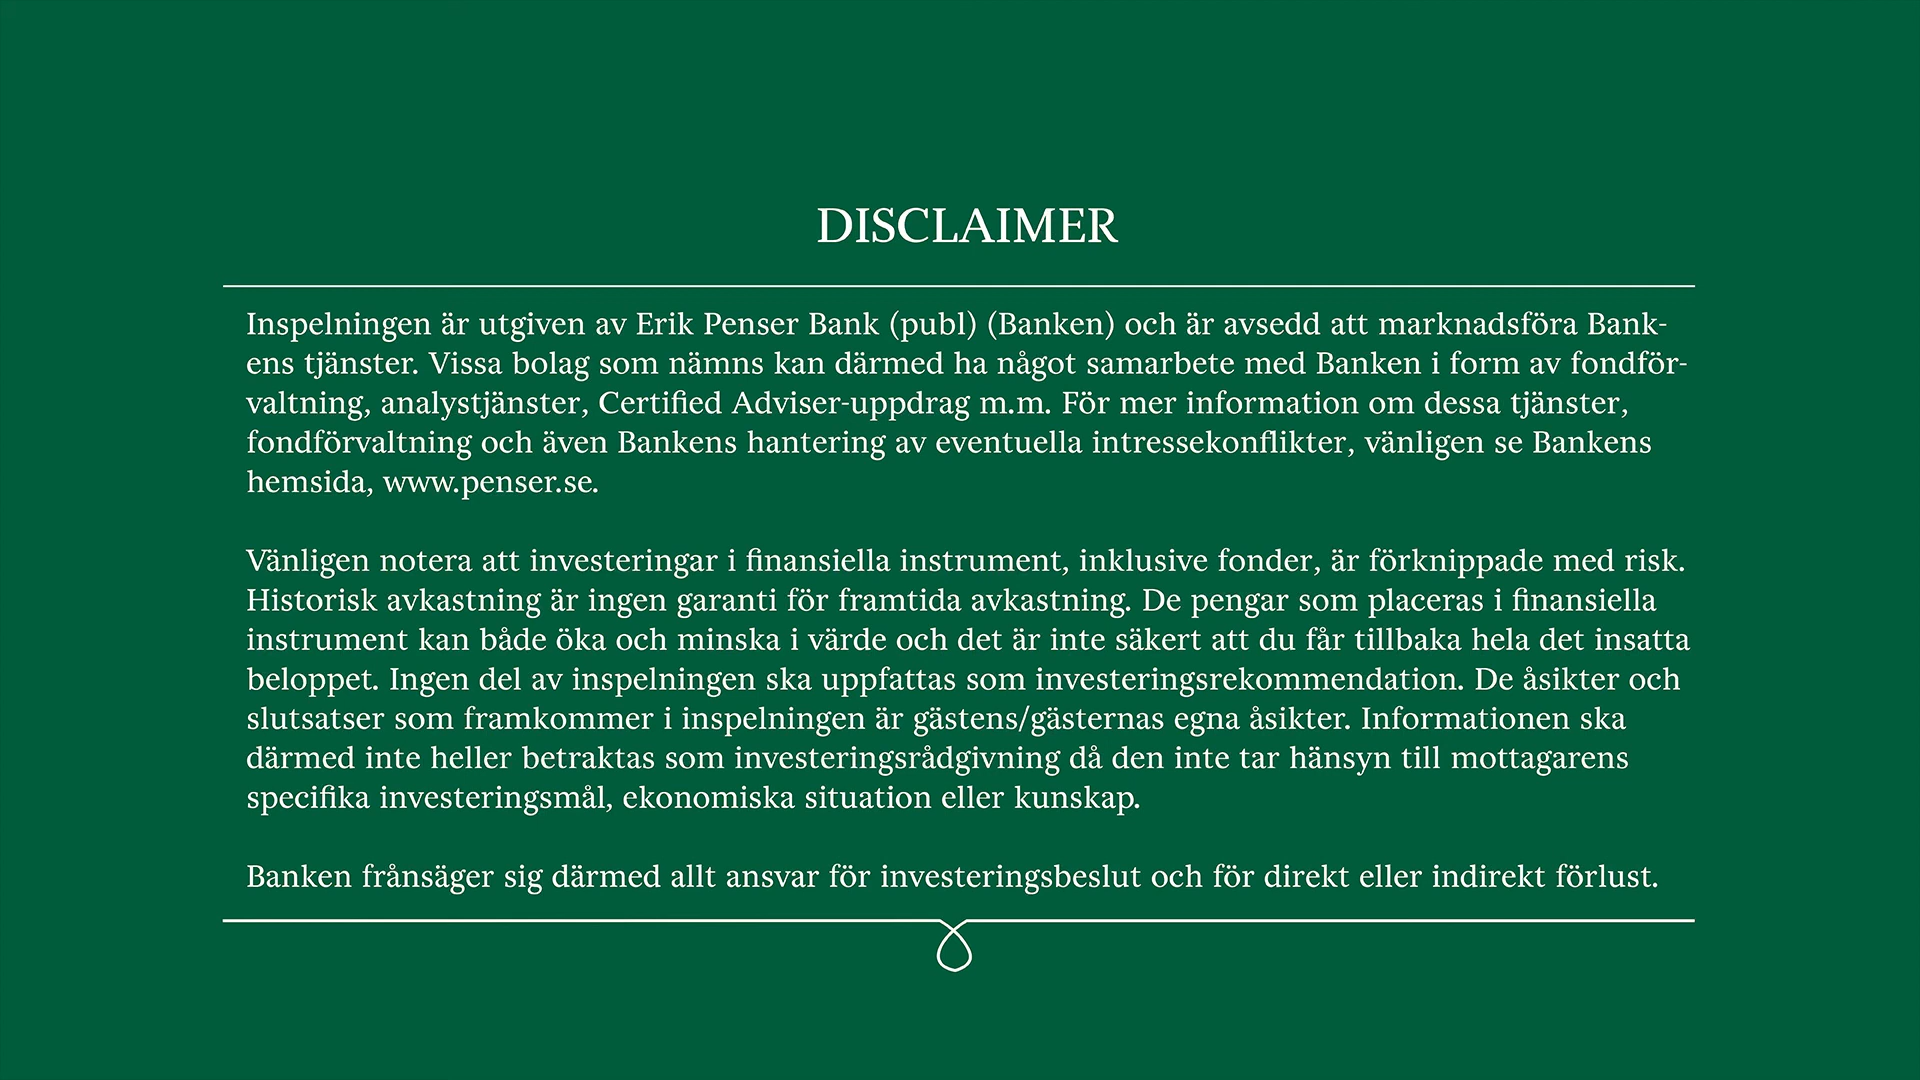 DISCLAIMER
Inspelningen är utgiven av Erik Penser Bank (publ) (Banken) och är avsedd att marknadsföra Bank-
ens tjänster. Vissa bolag som nämns kan därmed ha något samarbete med Banken i form av fondför-
valtning, analystjänster, Certified Adviser-uppdrag m.m. För mer information om dessa tjänster,
fondförvaltning och även Bankens hantering av eventuella intressekonflikter, vänligen se Bankens
hemsida, www.penser.se.
Vänligen notera att investeringar i finansiella instrument, inklusive fonder, är förknippade med risk.
Historisk avkastning är ingen garanti för framtida avkastning. De pengar som placeras i finansiella
instrument kan både öka och minska i värde och det är inte säkert att du får tillbaka hela det insatta
beloppet. Ingen del av inspelningen ska uppfattas som investeringsrekommendation. De åsikter och
slutsatser som framkommer i inspelningen är gästens/gästernas egna åsikter. Informationen ska
därmed inte heller betraktas som investeringsrådgivning då den inte tar hänsyn till mottagarens
specifika investeringsmål, ekonomiska situation eller kunskap.
Banken frånsäger sig därmed allt ansvar för investeringsbeslut och för direkt eller indirekt förlust.